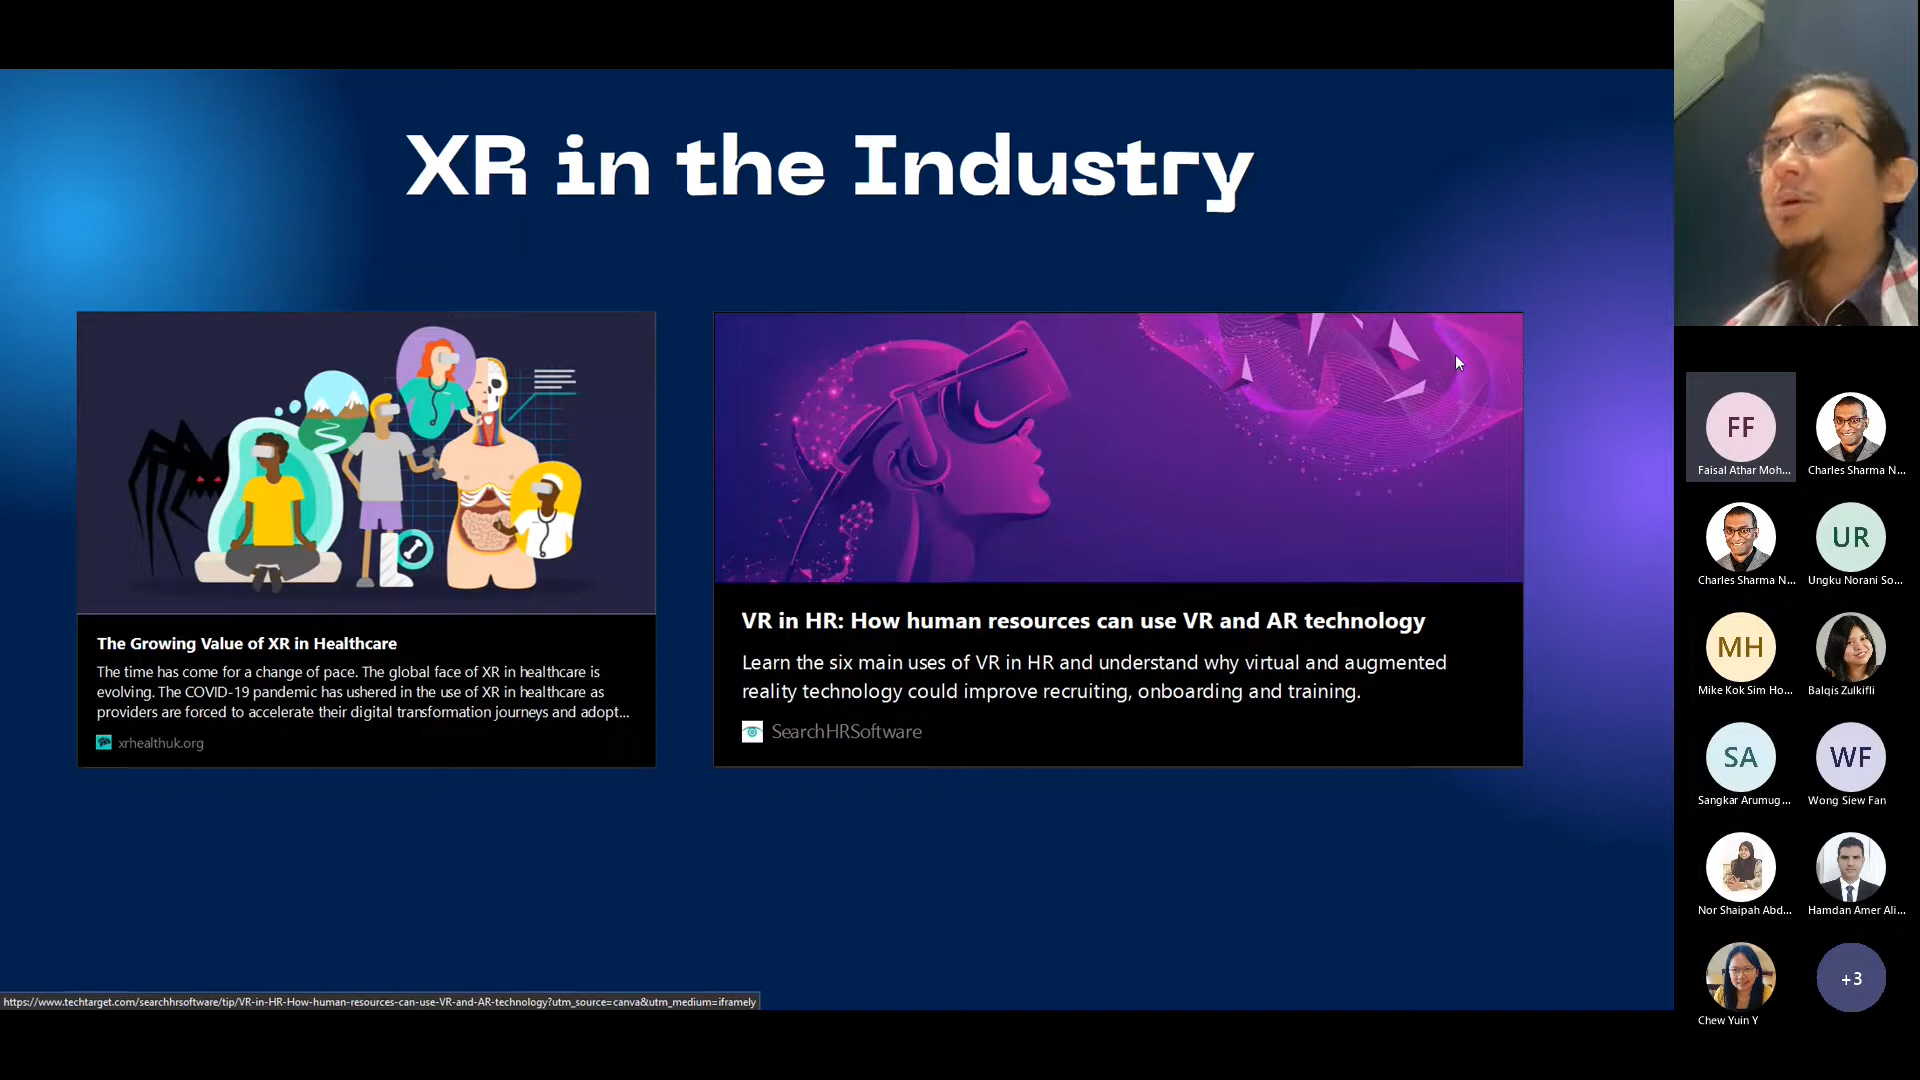 XR in the Industry
The Growing Value of XR in Healthcare
The time has come for a change of pace. The global face of XR in healthcare is
evolving. The COVID-19 pandemic has ushered in the use of XR in healthcare as
providers are forced to accelerate their digital transformation journeys and adopt...
xrhealthuk.org
VR in HR: How human resources can use VR and AR technology
Learn the six main uses of VR in HR and understand why virtual and augmented
reality technology could improve recruiting, onboarding and training.
SearchHRSoftware
https://www.techtarget.com/searchhrsoftware/tip/VR-in-HR-How-human-resources-can-use-VR-and-AR-technology?utm_source=canva&utm_medium=iframely
FF
Faisal Athar Moh...
Charles Sharma N...
Charles Sharma N...
UR
Ungku Norani So...
MH
Mike Kok Sim Ho...
Balqis Zulkifli
SA
Sangkar Arumug...
WF
Wong Siew Fan
Nor Shaipah Abd...
Hamdan Amer Ali...
Chew Yuin Y
+3